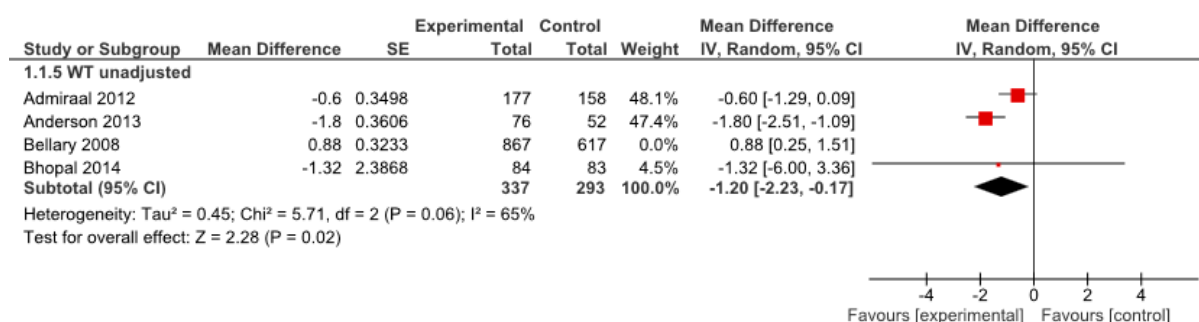 Experimental Control Mean Difference Mean Difference
Study or Subgroup Mean Difference SE Total Total Weight IV, Random, 95% CI IV, Random, 95% CI
1.1.5 WT unadjusted
Admiraal 2012 -0.6 0.3498 177 158 48.1% -0.60 [-1.29, 0.09]
Anderson 2013 -1.8 0.3606 76 52 47.4% -1.80 [-2.51, -1.09]
Bellary 2008 0.88 0.3233 867 617 0.0% 0.88 [0.25, 1.51]
Bhopal 2014 -1.32 2.3868 84 83 4.5% -1.32 [-6.00, 3.36]
Subtotal (95% CI) 337 293 100.0% -1.20 [-2.23, -0.17]
Heterogeneity: Tau² = 0.45; Chi² = 5.71, df = 2 (P = 0.06); I² = 65%
Test for overall effect: Z = 2.28 (P = 0.02)
-4 -2 0 2 4
Favours [experimental] Favours [control]